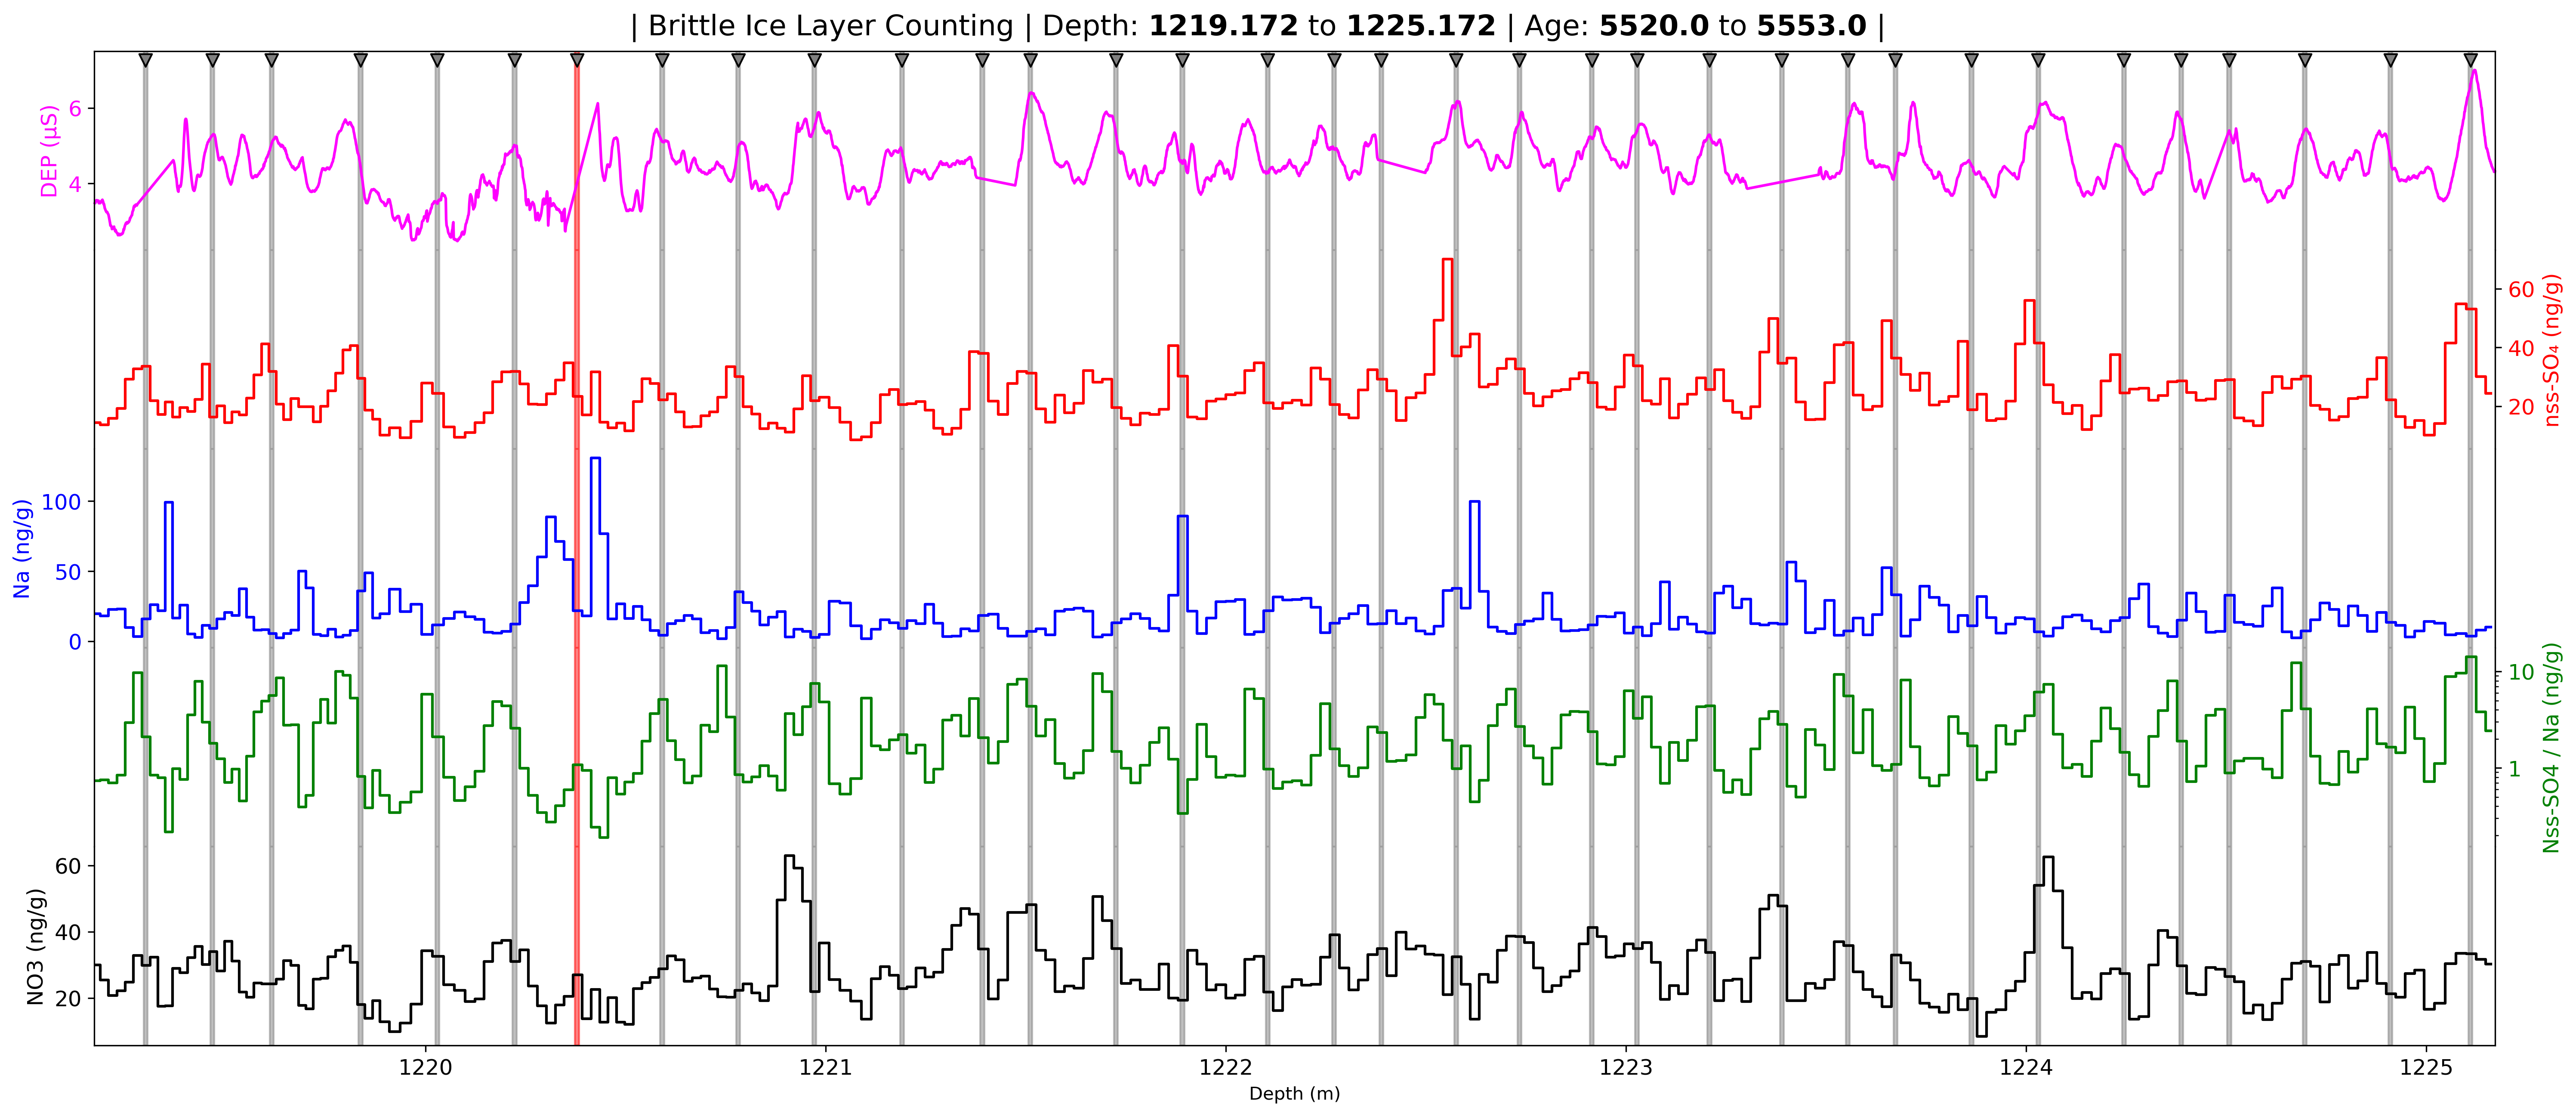 | Brittle Ice Layer Counting | Depth: 1219.172 to 1225.172 | Age: 5520.0 to 5553.0 |
DEP (µS)
6
4
nss-SO₄ (ng/g)
60
40
20
Na (ng/g)
100
50
0
Nss-SO4 / Na (ng/g)
10
1
NO3 (ng/g)
60
40
20
1220
1221
1222
1223
1224
1225
Depth (m)